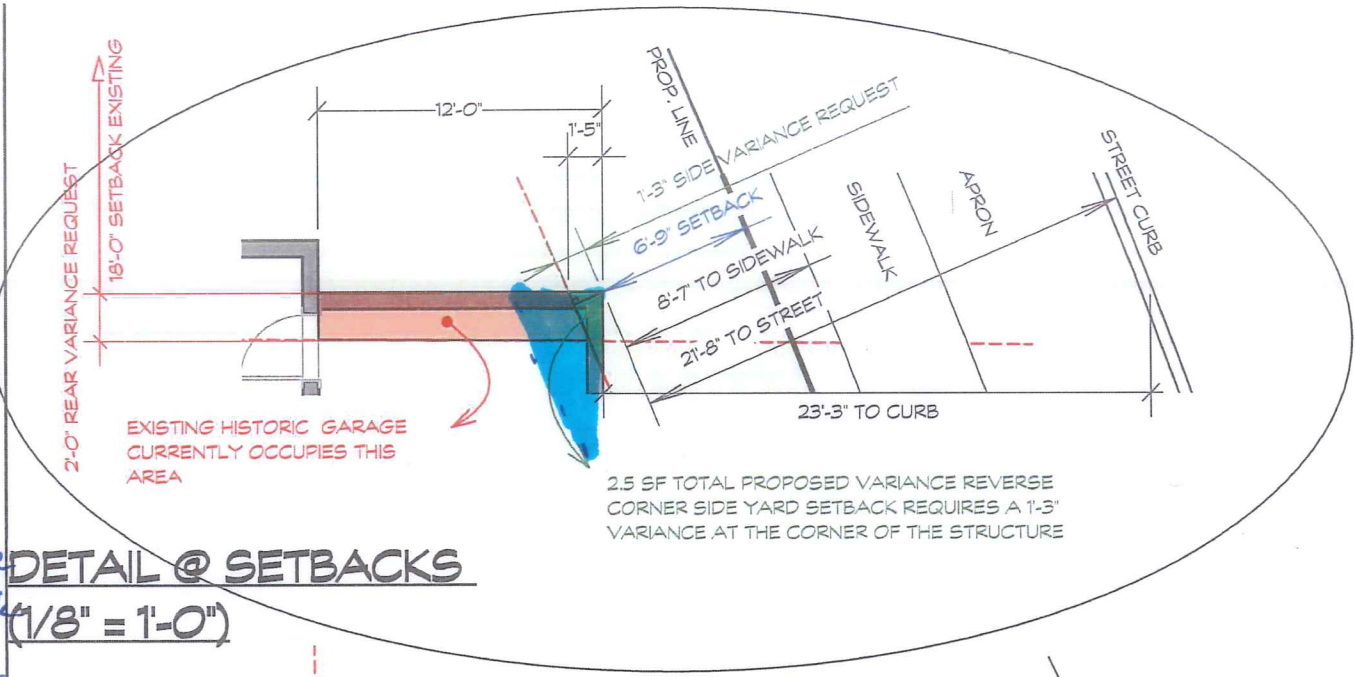 2'-0" REAR VARIANCE REQUEST
18'-0" SETBACK EXISTING
12'-0"
1'-5"
PROP. LINE
1'-3" SIDE VARIANCE REQUEST
6'-9" SETBACK
8'-7' TO SIDEWALK
21'-8" TO STREET
SIDEWALK
APRON
STREET CURB
23'-3" TO CURB
EXISTING HISTORIC GARAGE
CURRENTLY OCCUPIES THIS
AREA
2.5 SF TOTAL PROPOSED VARIANCE REVERSE
CORNER SIDE YARD SETBACK REQUIRES A 1'-3"
VARIANCE AT THE CORNER OF THE STRUCTURE
DETAIL @ SETBACKS
(1/8" = 1'-0")